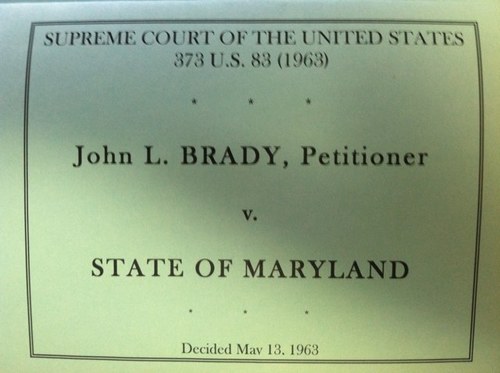 SUPREME COURT OF THE UNITED STATES
373 U.S. 83 (1963)
* * *
John L. BRADY, Petitioner
v.
STATE OF MARYLAND
* * *
Decided May 13, 1963